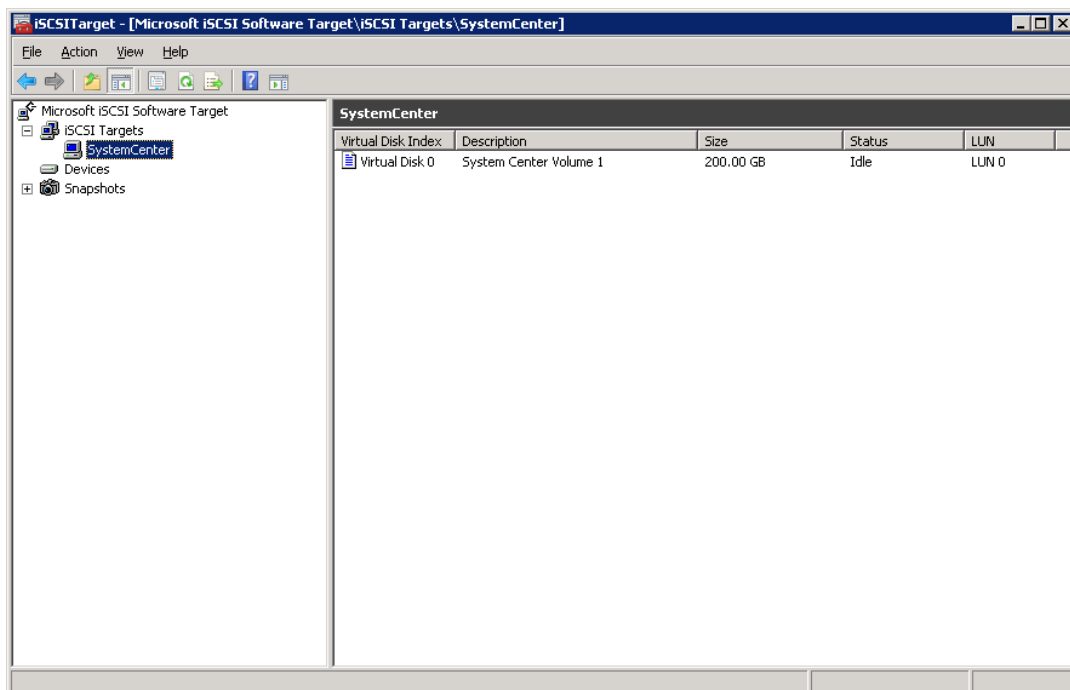 iSCSITarget - [Microsoft iSCSI Software Target\iSCSI Targets\SystemCenter]
File Action View Help
Microsoft iSCSI Software Target
iSCSI Targets
SystemCenter
Devices
Snapshots
SystemCenter
Virtual Disk Index Description Size Status LUN
Virtual Disk 0 System Center Volume 1 200.00 GB Idle LUN 0